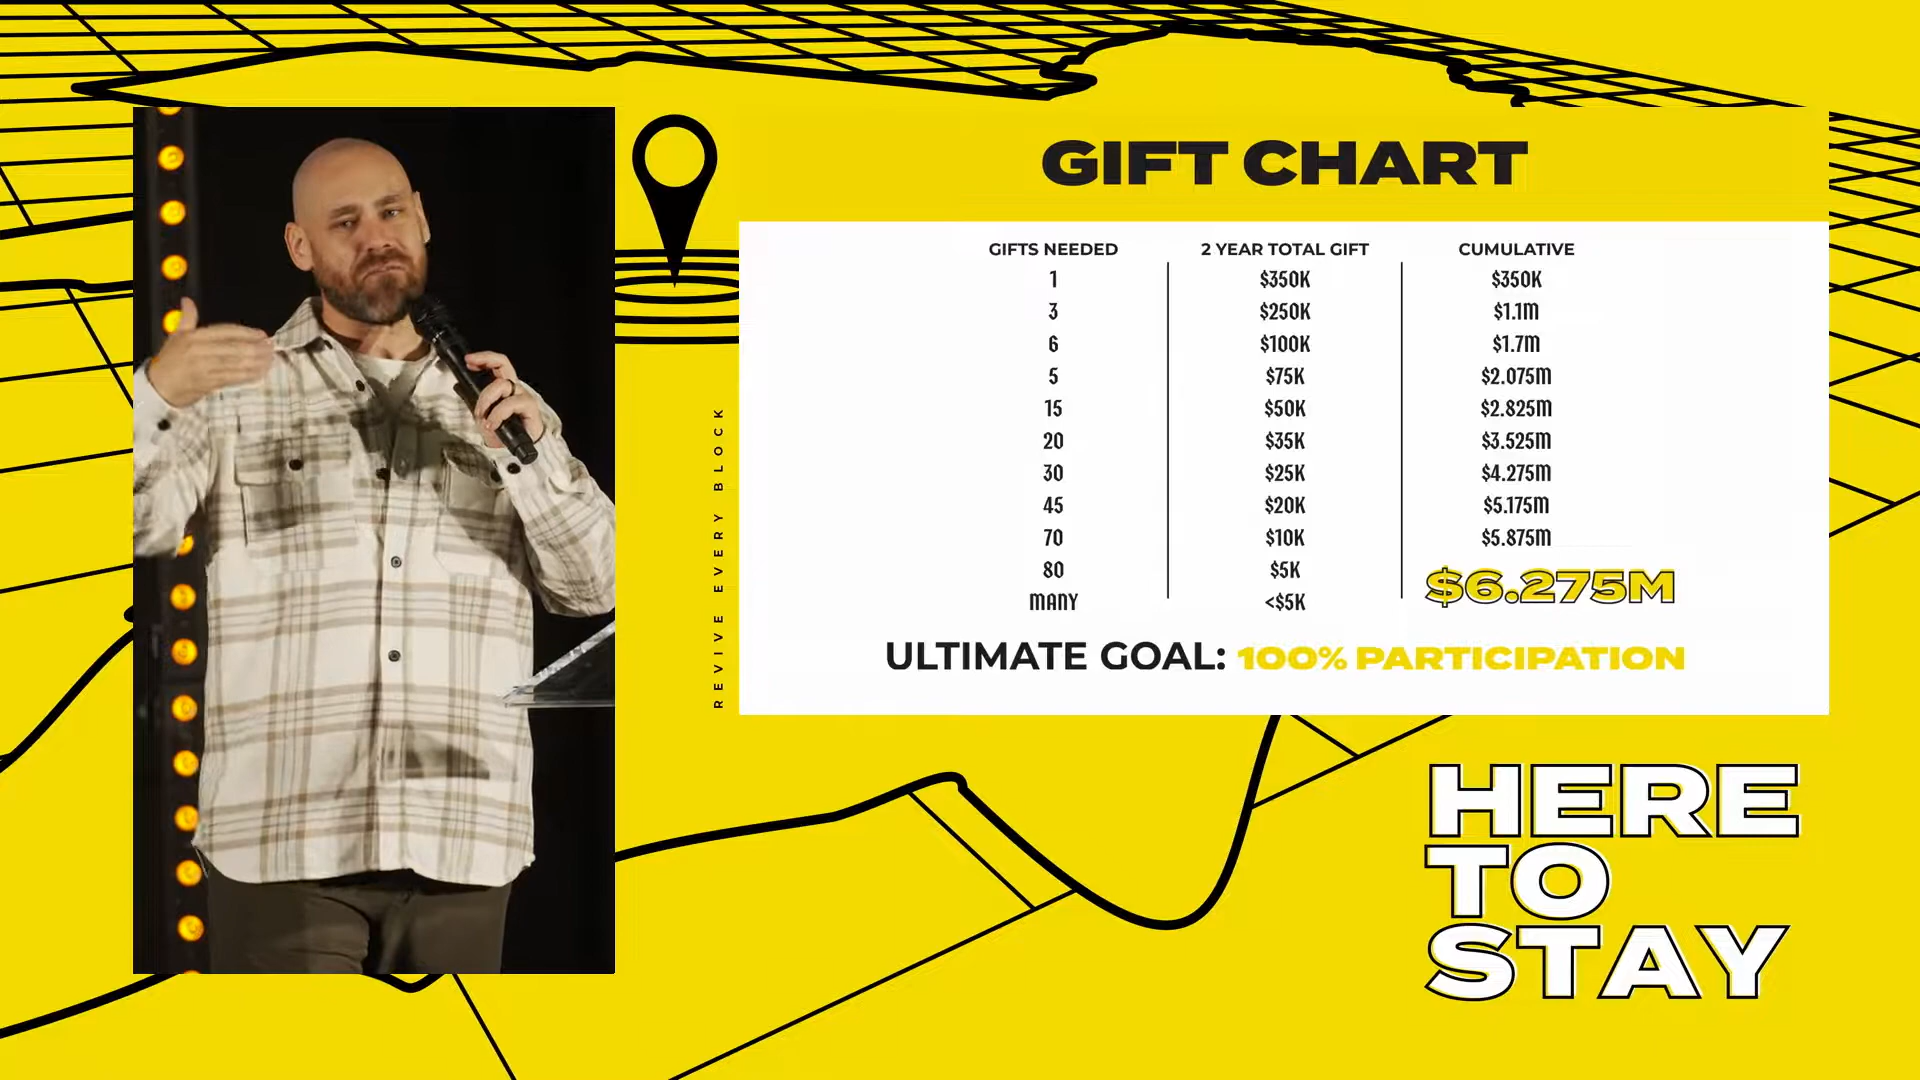 GIFT CHART
GIFTS NEEDED 2 YEAR TOTAL GIFT CUMULATIVE
1 $350K $350K
3 $250K $1.1M
6 $100K $1.7M
5 $75K $2.075M
15 $50K $2.825M
20 $35K $3.525M
30 $25K $4.275M
45 $20K $5.175M
70 $10K $5.875M
80 $5K
$6.275M
MANY <$5K
ULTIMATE GOAL: 100% PARTICIPATION
REVIVE EVERY BLOCK
HERE
TO
STAY